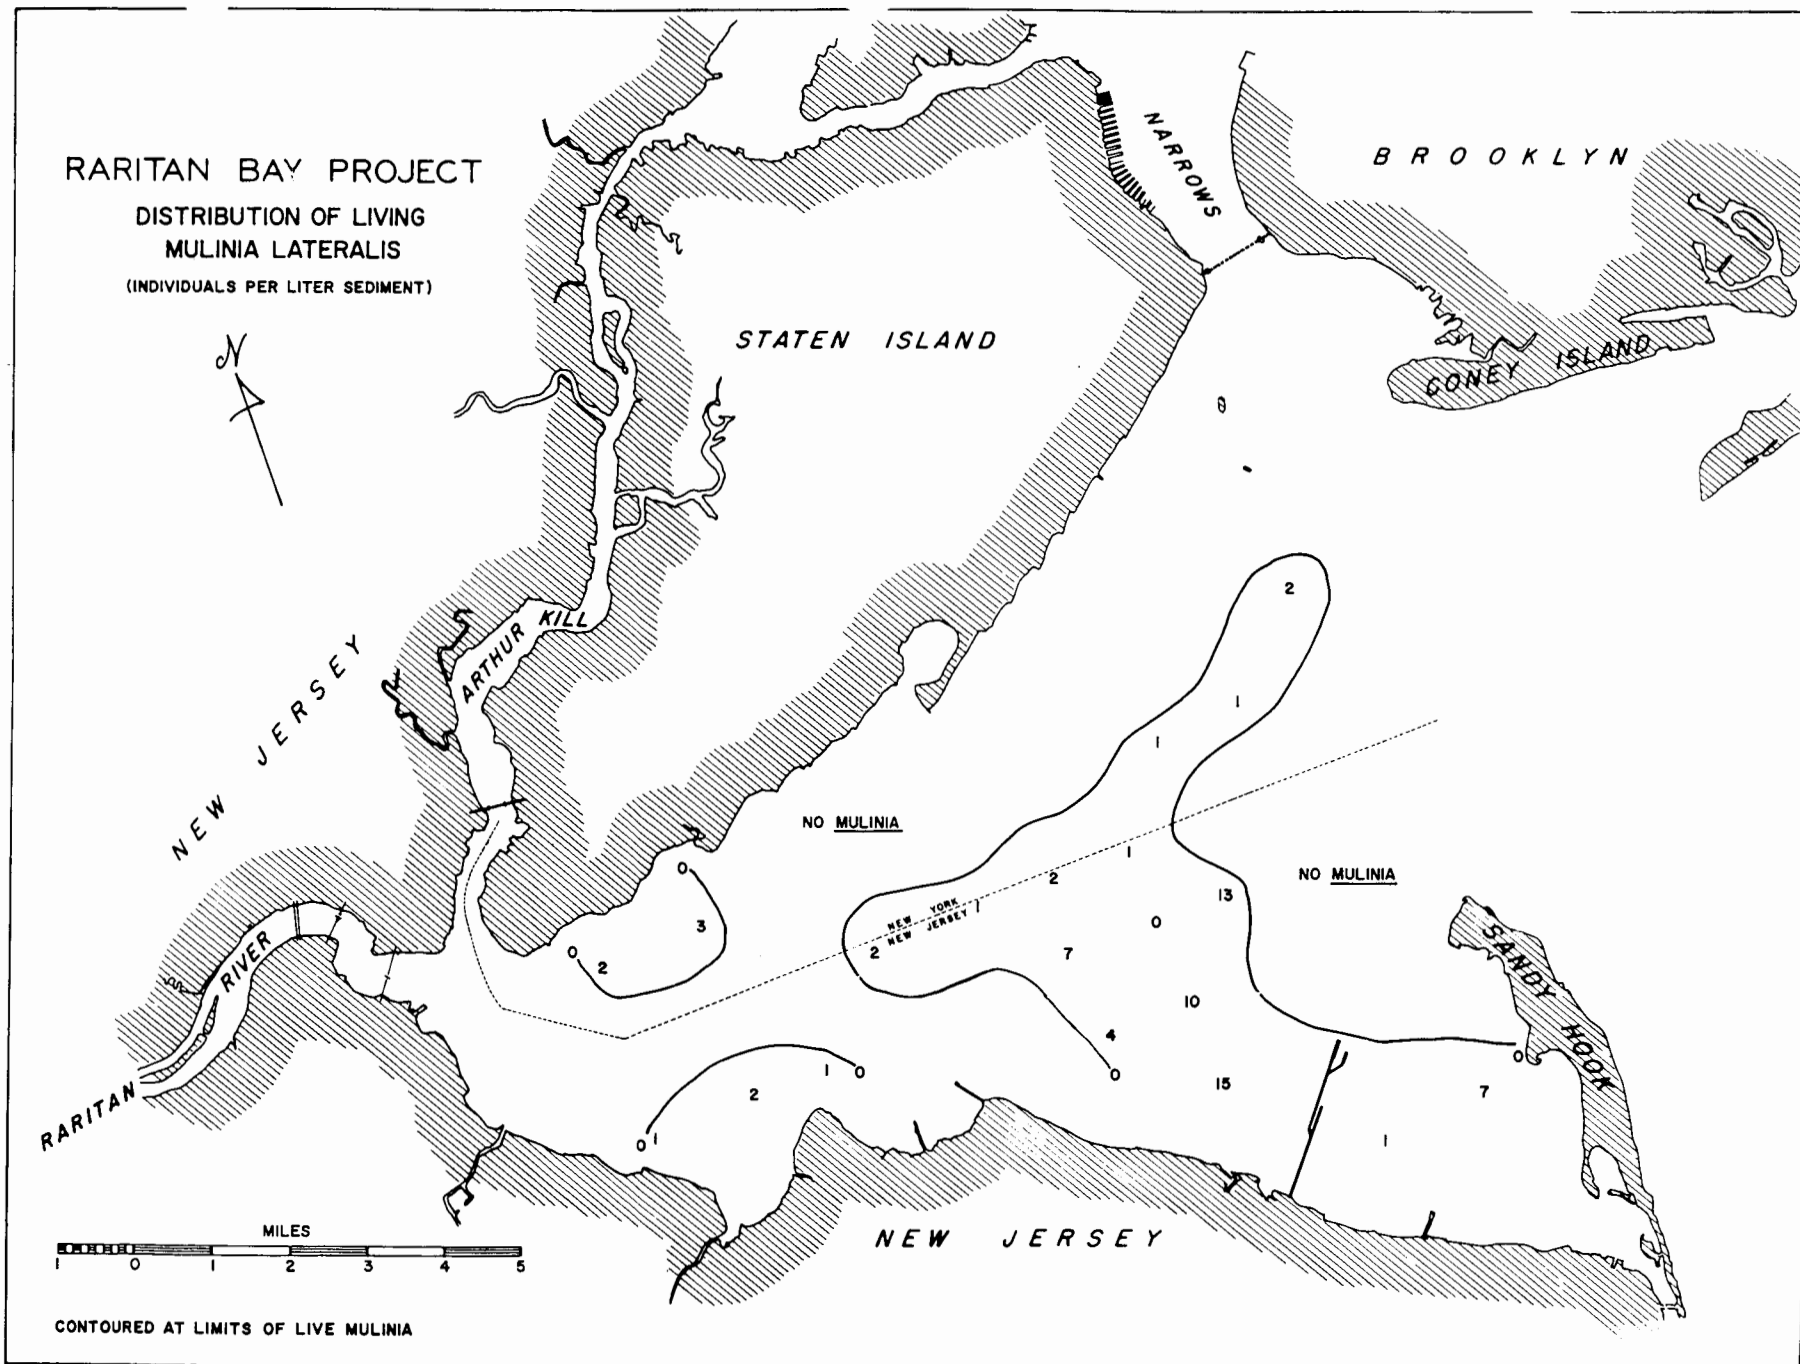 RARITAN BAY PROJECT
DISTRIBUTION OF LIVING
MULINIA LATERALIS
(INDIVIDUALS PER LITER SEDIMENT)
N
NARROWS
BROOKLYN
STATEN ISLAND
CONEY ISLAND
ARTHUR KILL
NEW JERSEY
2
1
1
NO MULINIA
NO MULINIA
0
3
0
2
NEW YORK
NEW JERSEY
1
2
2
1
13
0
7
10
4
0
15
7
0
1
SANDY HOOK
2
1
0
0
1
RARITAN RIVER
NEW JERSEY
MILES
1 0 1 2 3 4 5
CONTOURED AT LIMITS OF LIVE MULINIA